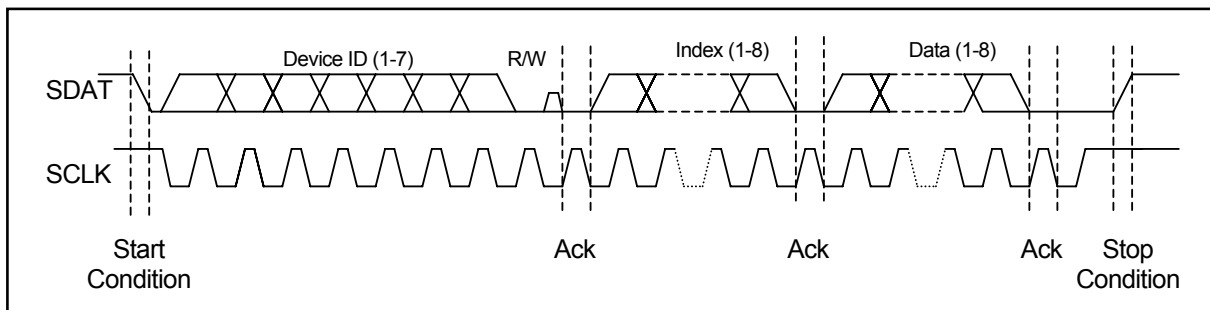 Device ID (1-7)
R/W
Index (1-8)
Data (1-8)
SDAT
SCLK
Start
Condition
Ack
Ack
Ack
Stop
Condition